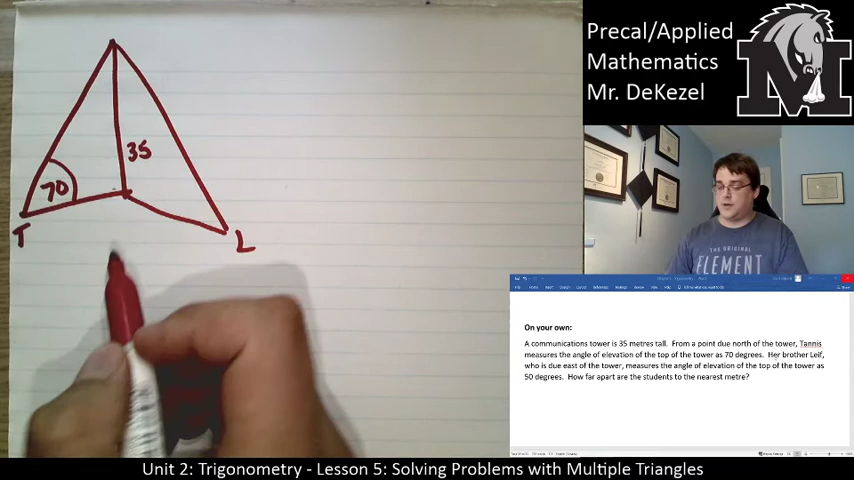 Precal/Applied
Mathematics
Mr. DeKezel
M
35
70
T
L
THE ORIGINAL
ELEMENT
On your own:
A communications tower is 35 metres tall. From a point due north of the tower, Tannis
measures the angle of elevation of the top of the tower as 70 degrees. Her brother Leif,
who is due east of the tower, measures the angle of elevation of the top of the tower as
50 degrees. How far apart are the students to the nearest metre?
Unit 2: Trigonometry - Lesson 5: Solving Problems with Multiple Triangles